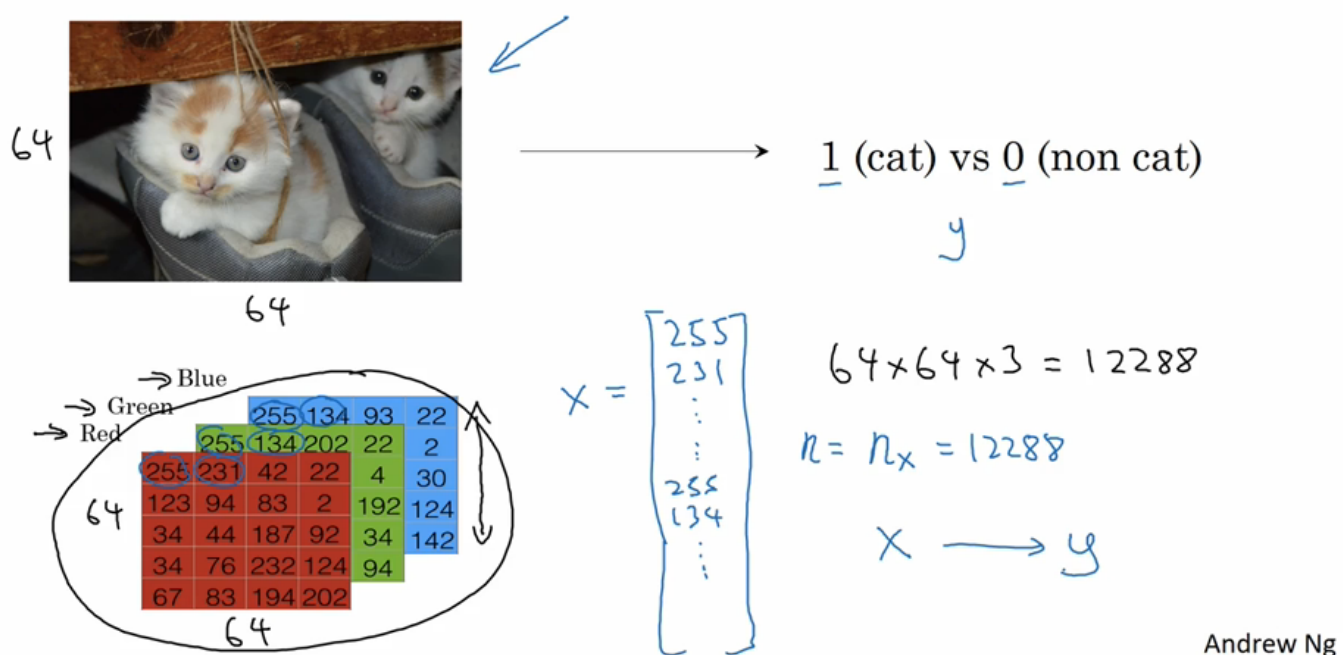 64
1 (cat) vs 0 (non cat)
y
64
Blue
Green
Red
255 134 93 22
255 134 202 22 2
255 231 42 22 4 30
123 94 83 2 192 124
34 44 187 92 34 142
34 76 232 124 94
67 83 194 202
64
64
x = [255
231
⋮
⋮
255
134
⋮
]
64 x 64 x 3 = 12288
n = nx = 12288
x → y
Andrew Ng